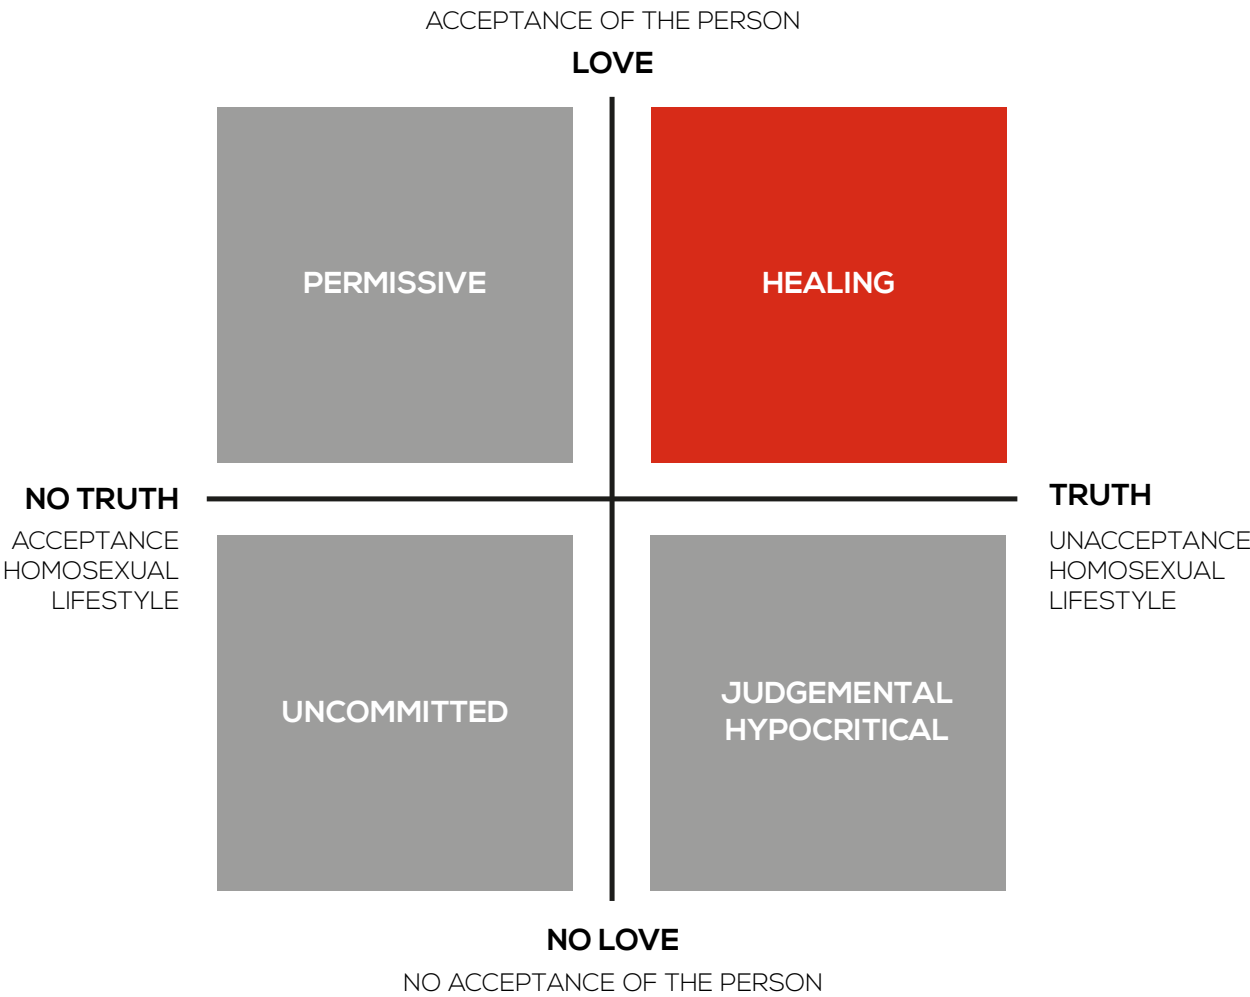 ACCEPTANCE OF THE PERSON
LOVE
PERMISSIVE
HEALING
NO TRUTH
ACCEPTANCE
HOMOSEXUAL
LIFESTYLE
TRUTH
UNACCEPTANCE
HOMOSEXUAL
LIFESTYLE
UNCOMMITTED
JUDGEMENTAL
HYPOCRITICAL
NO LOVE
NO ACCEPTANCE OF THE PERSON